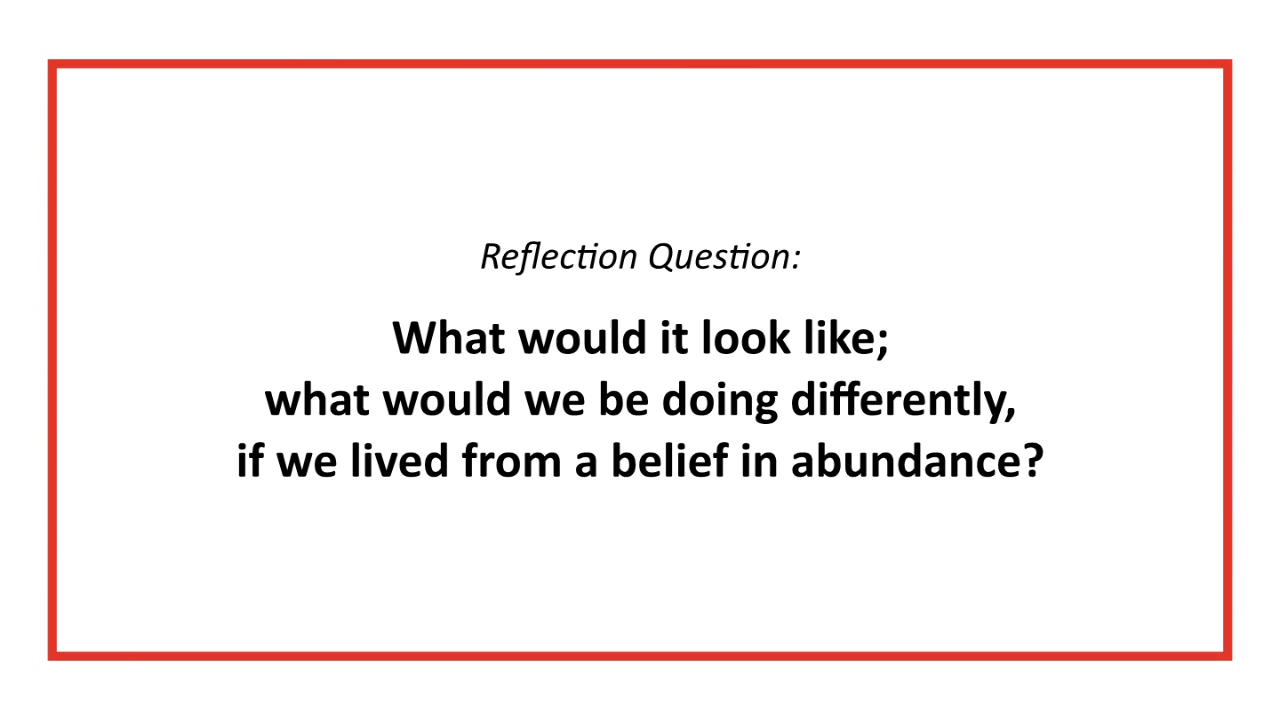 Reflection Question:
What would it look like;
what would we be doing differently,
if we lived from a belief in abundance?